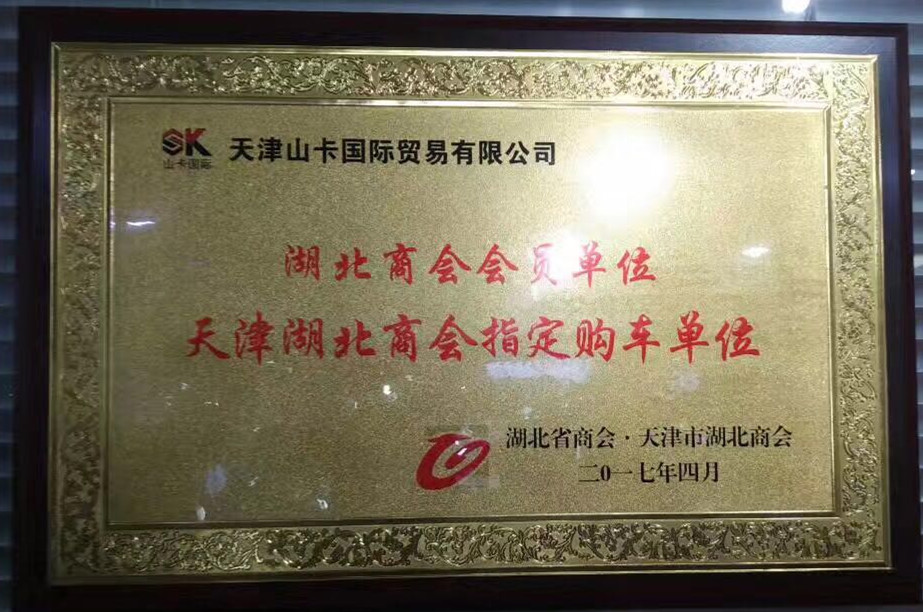 SK
山卡国际
天津山卡国际贸易有限公司
湖北商会会员单位
天津湖北商会指定购车单位
湖北省商会·天津市湖北商会
二0一七年四月